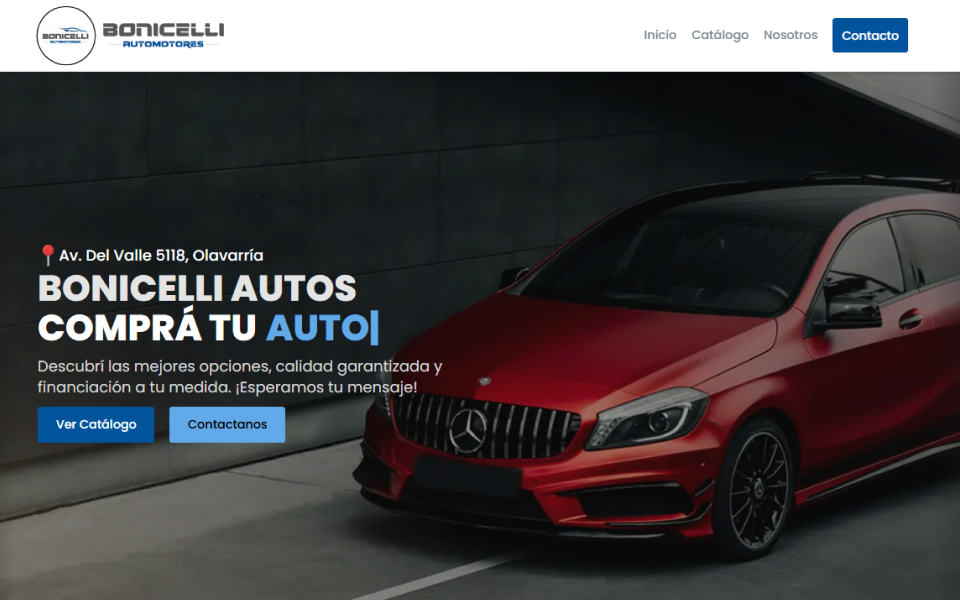 BONICELLI
AUTOMOTORES
BONICELLI
AUTOMOTORES
Inicio
Catálogo
Nosotros
Contacto
📍Av. Del Valle 5118, Olavarría
BONICELLI AUTOS
COMPRÁ TU AUTO|
Descubrí las mejores opciones, calidad garantizada y
financiación a tu medida. ¡Esperamos tu mensaje!
Ver Catálogo
Contactanos